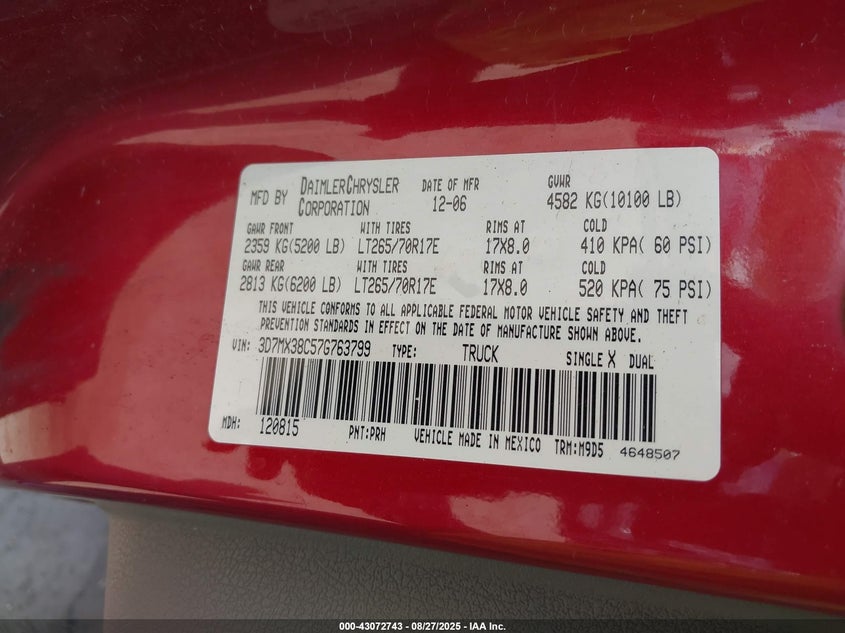 MFD BY DAIMLERCHRYSLER CORPORATION DATE OF MFR 12-06 GVWR 4582 KG(10100 LB)
GAWR FRONT WITH TIRES RIMS AT COLD
2359 KG(5200 LB) LT265/70R17E 17X8.0 410 KPA( 60 PSI)
GAWR REAR WITH TIRES RIMS AT COLD
2813 KG(6200 LB) LT265/70R17E 17X8.0 520 KPA( 75 PSI)
THIS VEHICLE CONFORMS TO ALL APPLICABLE FEDERAL MOTOR VEHICLE SAFETY AND THEFT
PREVENTION STANDARDS IN EFFECT ON THE DATE OF MANUFACTURE SHOWN ABOVE.
VIN: 3D7MX38C57G763799 TYPE: TRUCK SINGLE X DUAL
MDH: 120815 PNT:PRH VEHICLE MADE IN MEXICO TRM:M9D5 4648507
000-43072743 - 08/27/2025 - IAA Inc.